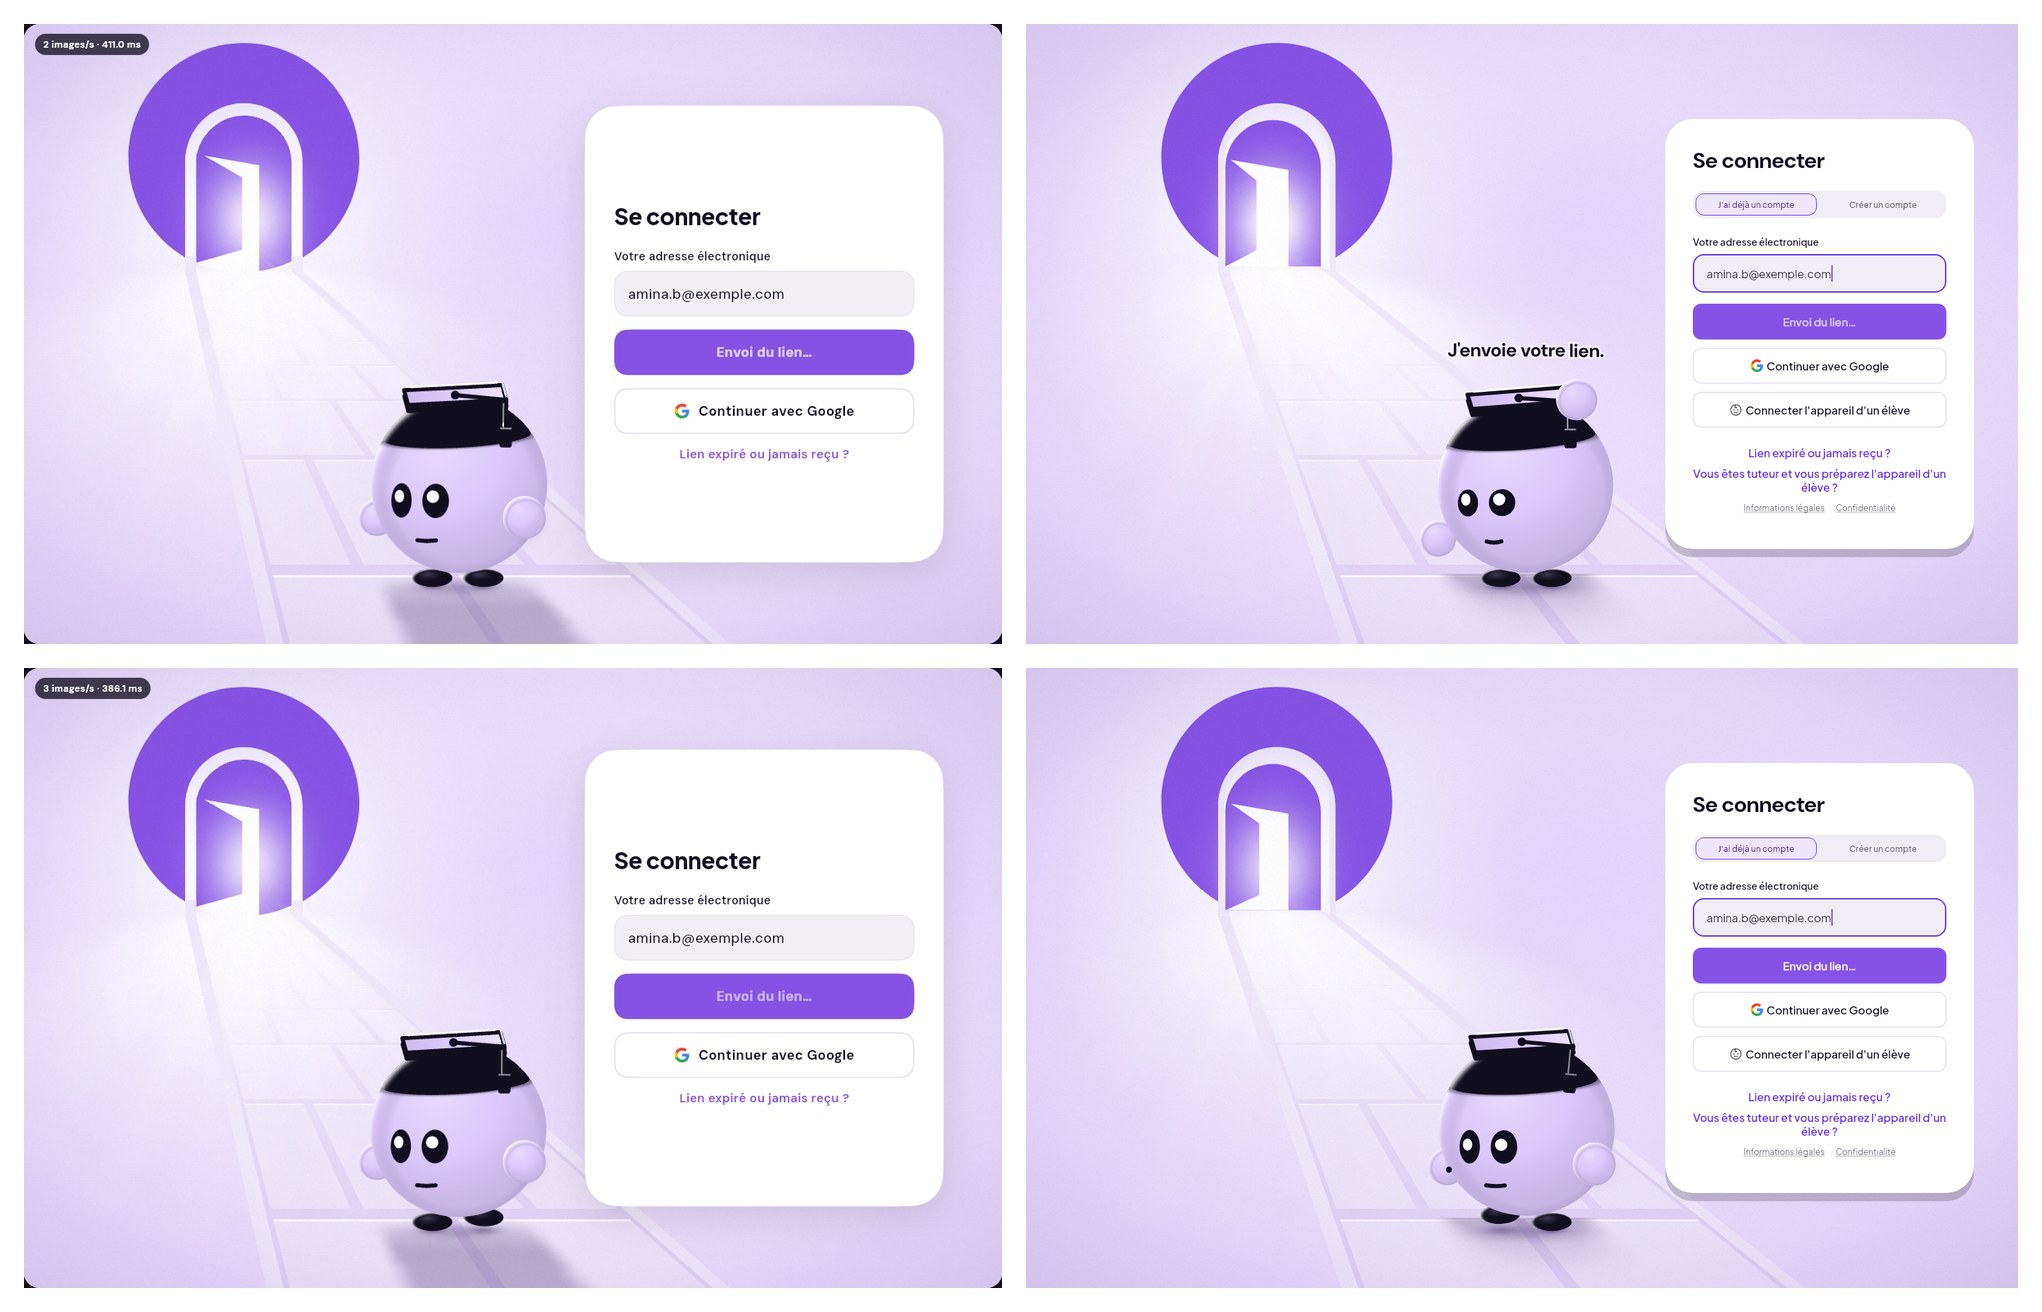 2 images/s · 411.0 ms
Se connecter
Votre adresse électronique
amina.b@exemple.com
Envoi du lien…
Continuer avec Google
Lien expiré ou jamais reçu ?
J'envoie votre lien.
Se connecter
J'ai déjà un compte
Créer un compte
Votre adresse électronique
amina.b@exemple.com
Envoi du lien…
Continuer avec Google
Connecter l'appareil d'un élève
Lien expiré ou jamais reçu ?
Vous êtes tuteur et vous préparez l'appareil d'un
élève ?
Informations légales
Confidentialité
3 images/s · 386.1 ms
Se connecter
Votre adresse électronique
amina.b@exemple.com
Envoi du lien…
Continuer avec Google
Lien expiré ou jamais reçu ?
Se connecter
J'ai déjà un compte
Créer un compte
Votre adresse électronique
amina.b@exemple.com
Envoi du lien…
Continuer avec Google
Connecter l'appareil d'un élève
Lien expiré ou jamais reçu ?
Vous êtes tuteur et vous préparez l'appareil d'un
élève ?
Informations légales
Confidentialité